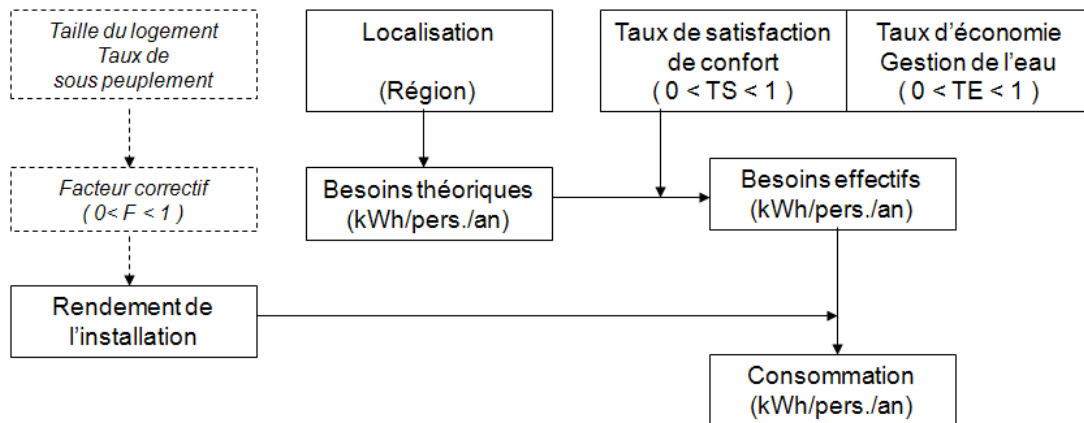 Taille du logement
Taux de
sous peuplement
Localisation
(Région)
Taux de satisfaction
de confort
( 0 < TS < 1 )
Taux d'économie
Gestion de l'eau
( 0 < TE < 1 )
Facteur correctif
( 0< F < 1 )
Besoins théoriques
(kWh/pers./an)
Besoins effectifs
(kWh/pers./an)
Rendement de
l'installation
Consommation
(kWh/pers./an)